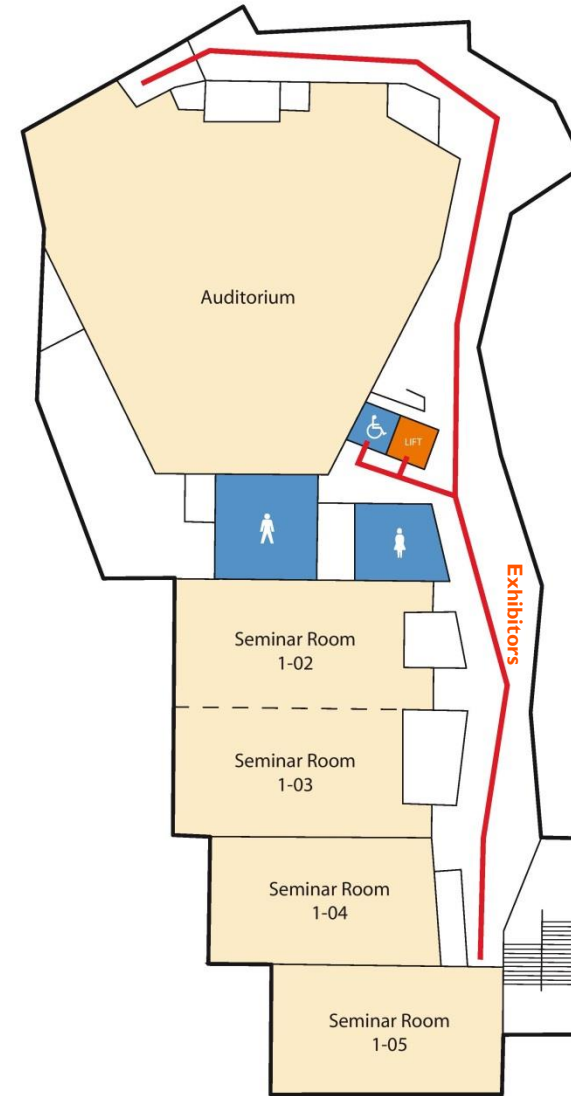 Auditorium
LIFT
Exhibitors
Seminar Room
1-02
Seminar Room
1-03
Seminar Room
1-04
Seminar Room
1-05